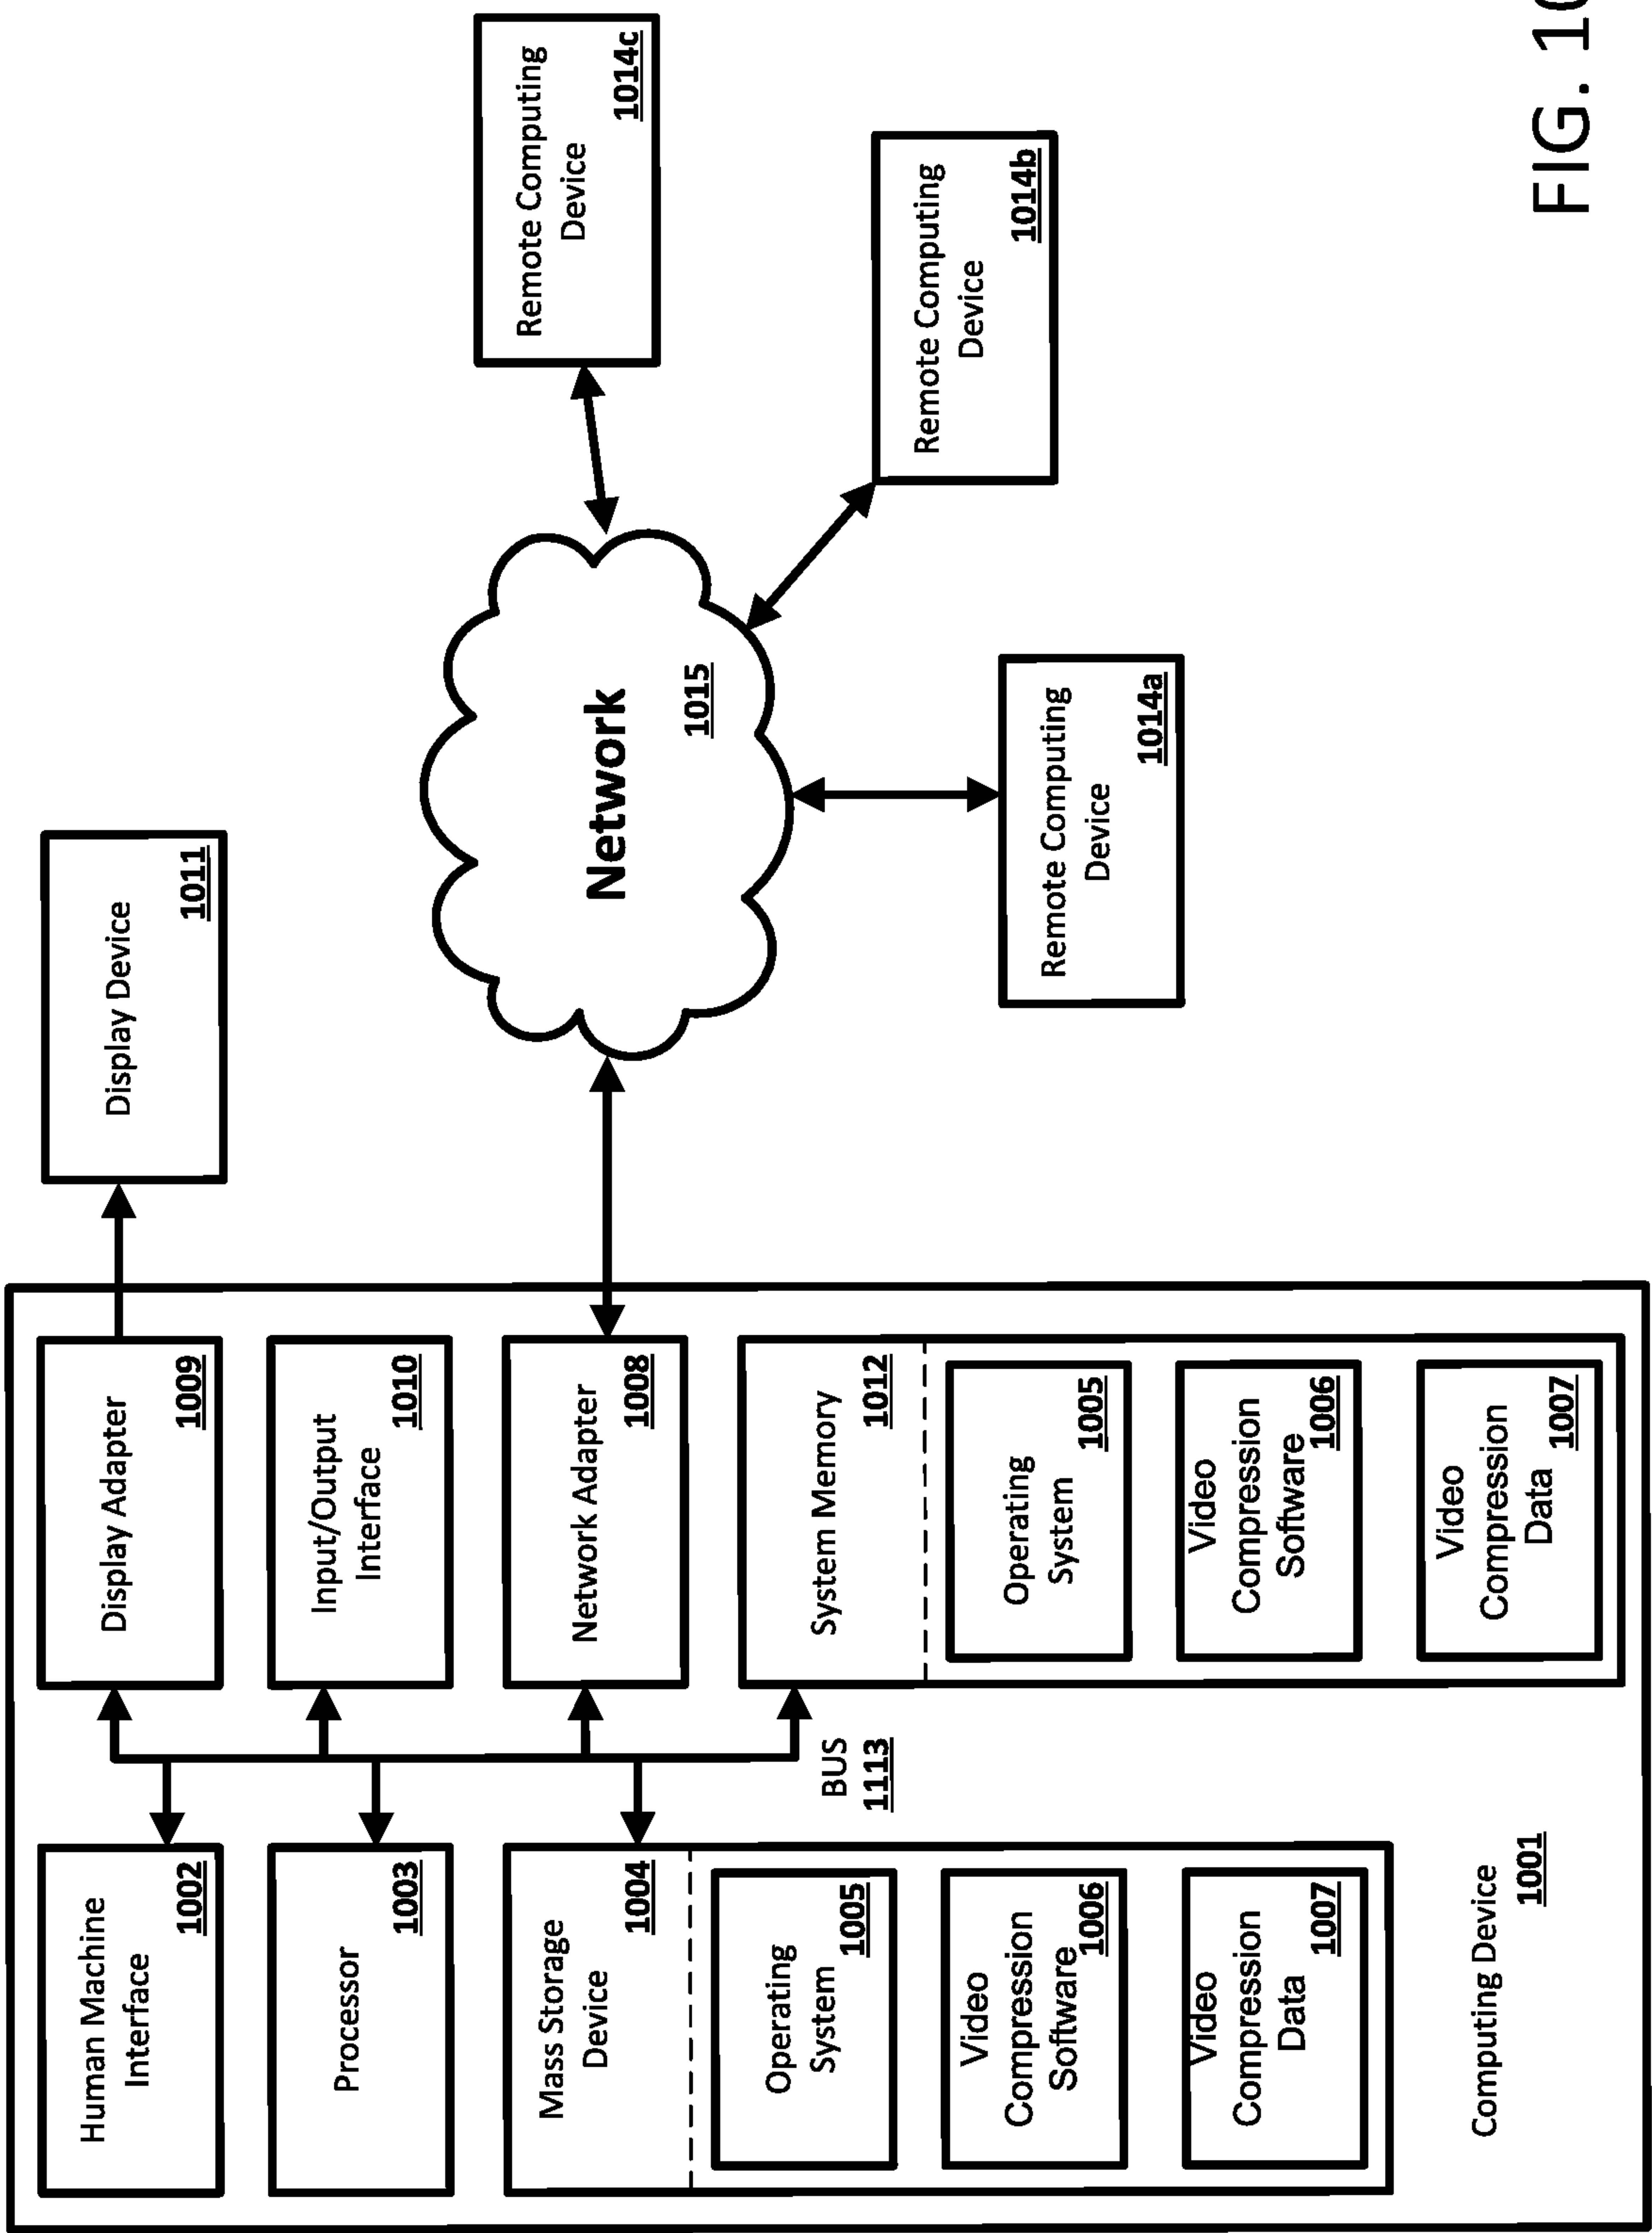 Human Machine
Interface
1002
Processor
1003
Mass Storage
Device
1004
Operating
System
1005
Video
Compression
Software
1006
Video
Compression
Data
1007
Computing Device
1001
BUS
1113
Display Adapter
1009
Input/Output
Interface
1010
Network Adapter
1008
System Memory
1012
Operating
System
1005
Video
Compression
Software
1006
Video
Compression
Data
1007
Display Device
1011
Network
1015
Remote Computing
Device
1014a
Remote Computing
Device
1014b
Remote Computing
Device
1014c
FIG. 10